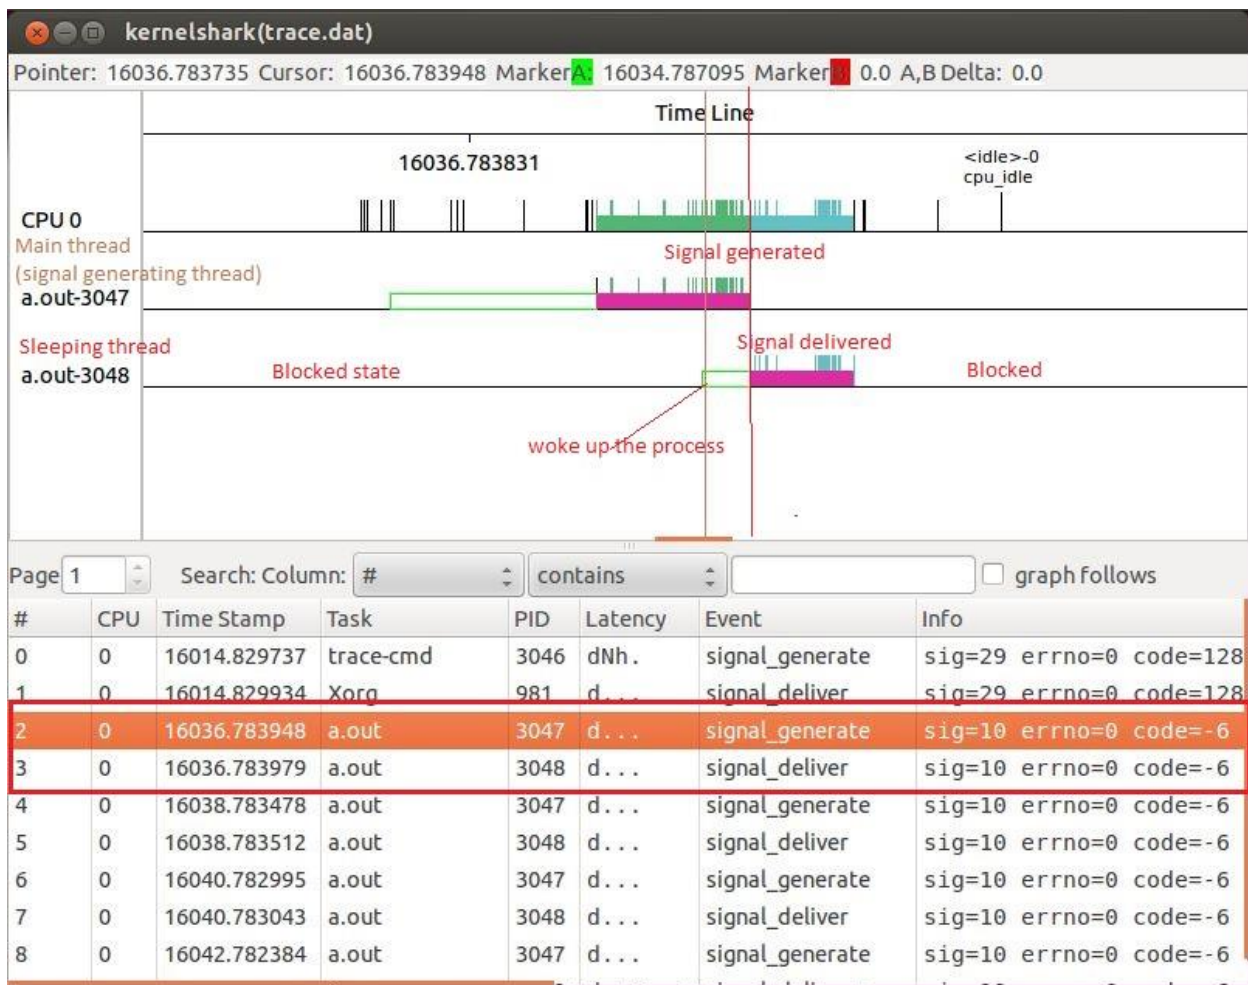 kernelshark(trace.dat)
Pointer: 16036.783735 Cursor: 16036.783948 Marker A: 16034.787095 Marker B 0.0 A,B Delta: 0.0
Time Line
16036.783831
<idle>-0
cpu_idle
CPU 0
Main thread
(signal generating thread)
Signal generated
a.out-3047
Sleeping thread
Signal delivered
a.out-3048
Blocked state
Blocked
woke up the process
Page 1 Search: Column: # contains graph follows
# CPU Time Stamp Task PID Latency Event Info
0 0 16014.829737 trace-cmd 3046 dNh. signal_generate sig=29 errno=0 code=128
1 0 16014.829934 Xorg 981 d... signal_deliver sig=29 errno=0 code=128
2 0 16036.783948 a.out 3047 d... signal_generate sig=10 errno=0 code=-6
3 0 16036.783979 a.out 3048 d... signal_deliver sig=10 errno=0 code=-6
4 0 16038.783478 a.out 3047 d... signal_generate sig=10 errno=0 code=-6
5 0 16038.783512 a.out 3048 d... signal_deliver sig=10 errno=0 code=-6
6 0 16040.782995 a.out 3047 d... signal_generate sig=10 errno=0 code=-6
7 0 16040.783043 a.out 3048 d... signal_deliver sig=10 errno=0 code=-6
8 0 16042.782384 a.out 3047 d... signal_generate sig=10 errno=0 code=-6